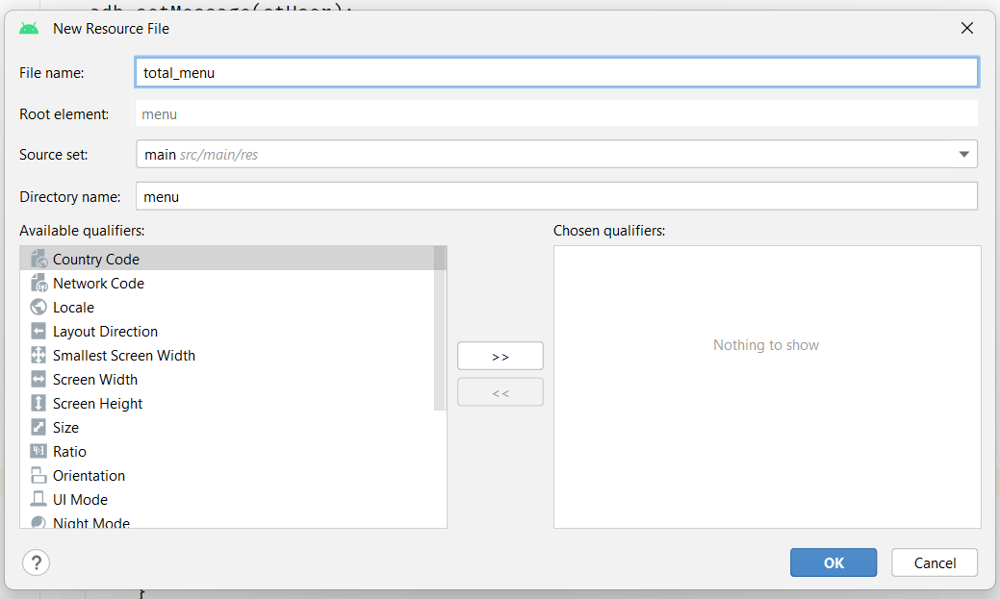 adb.setMessage(etUser);
New Resource File
File name: total_menu
Root element: menu
Source set: main src/main/res
Directory name: menu
Available qualifiers: Chosen qualifiers:
Country Code
Network Code
Locale
Layout Direction
Smallest Screen Width
Screen Width
Screen Height
Size
Ratio
Orientation
UI Mode
Night Mode
>>
<<
Nothing to show
?
OK Cancel
}